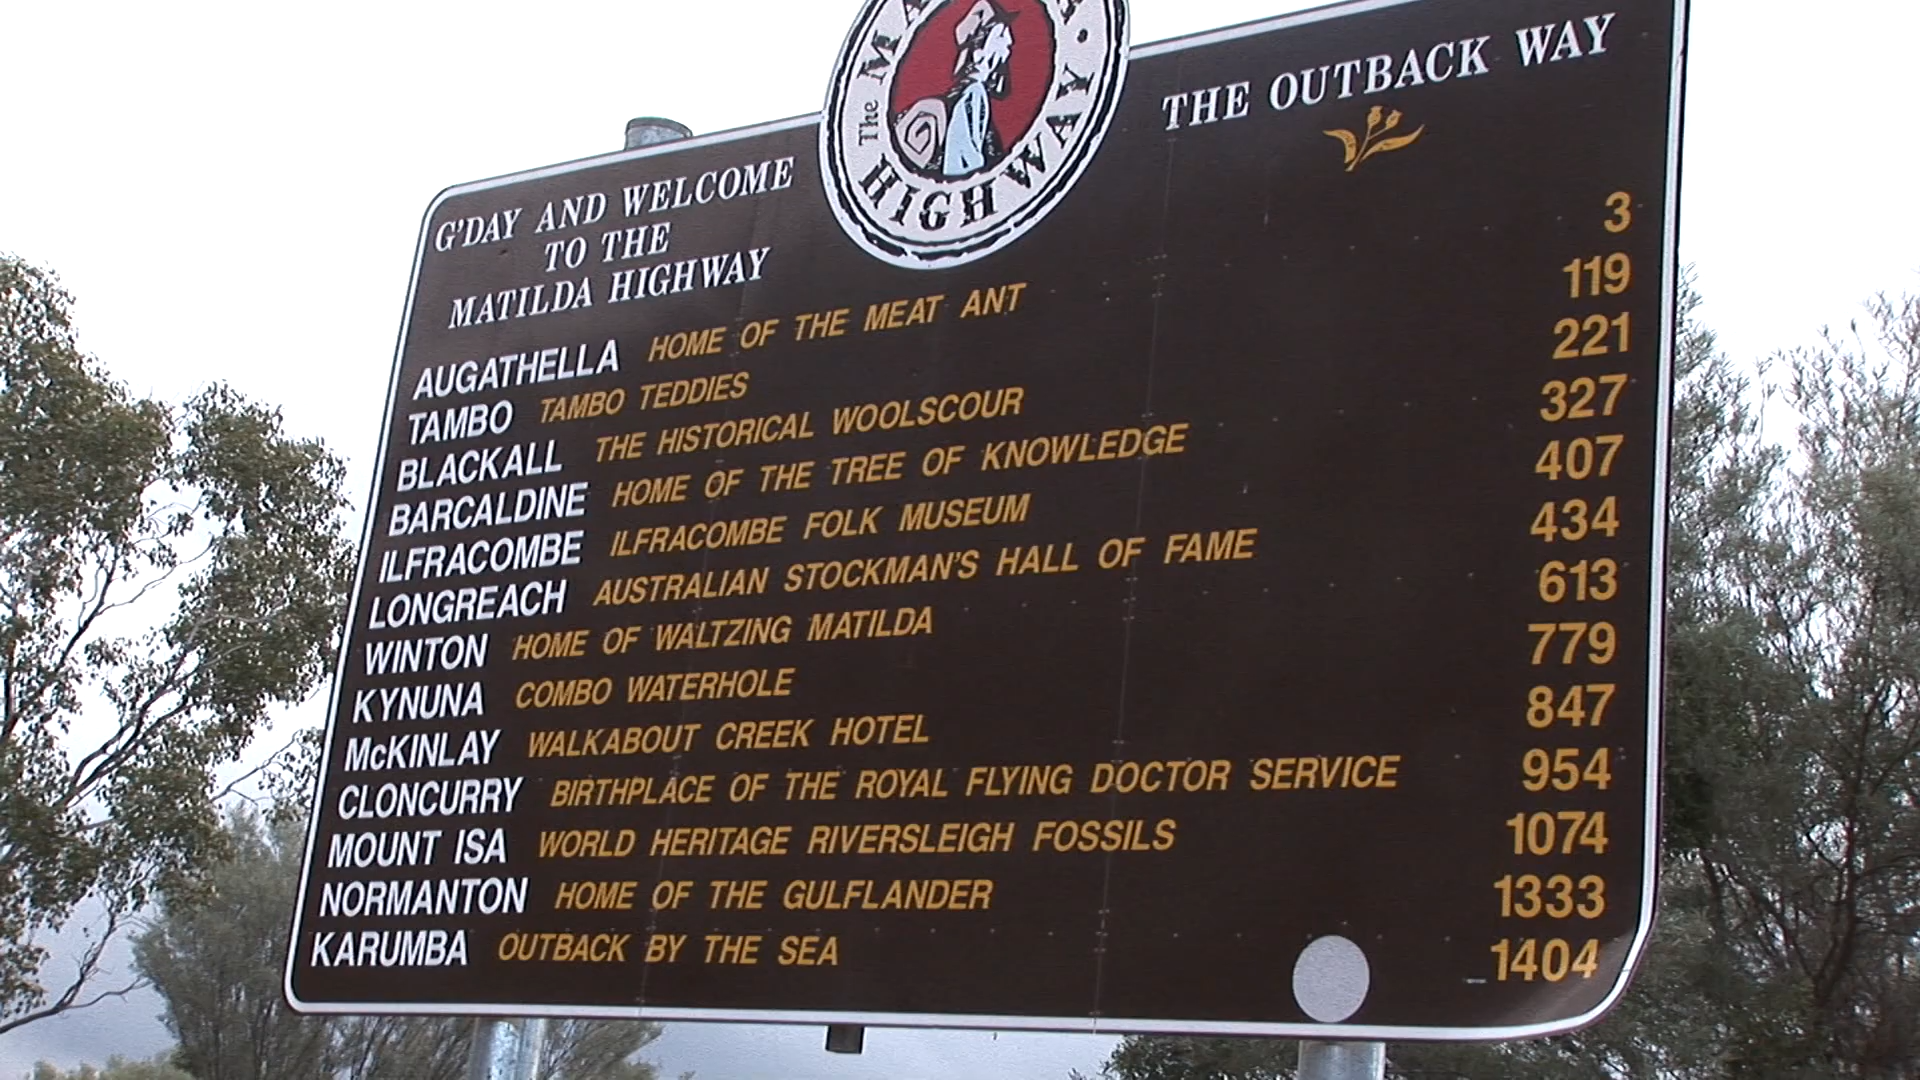 The
HIGHWAY
THE OUTBACK WAY
G'DAY AND WELCOME
TO THE
MATILDA HIGHWAY
AUGATHELLA HOME OF THE MEAT ANT 3
TAMBO TAMBO TEDDIES 119
BLACKALL THE HISTORICAL WOOLSCOUR 221
BARCALDINE HOME OF THE TREE OF KNOWLEDGE 327
ILFRACOMBE ILFRACOMBE FOLK MUSEUM 407
LONGREACH AUSTRALIAN STOCKMAN'S HALL OF FAME 434
WINTON HOME OF WALTZING MATILDA 613
KYNUNA COMBO WATERHOLE 779
McKINLAY WALKABOUT CREEK HOTEL 847
CLONCURRY BIRTHPLACE OF THE ROYAL FLYING DOCTOR SERVICE 954
MOUNT ISA WORLD HERITAGE RIVERSLEIGH FOSSILS 1074
NORMANTON HOME OF THE GULFLANDER 1333
KARUMBA OUTBACK BY THE SEA 1404